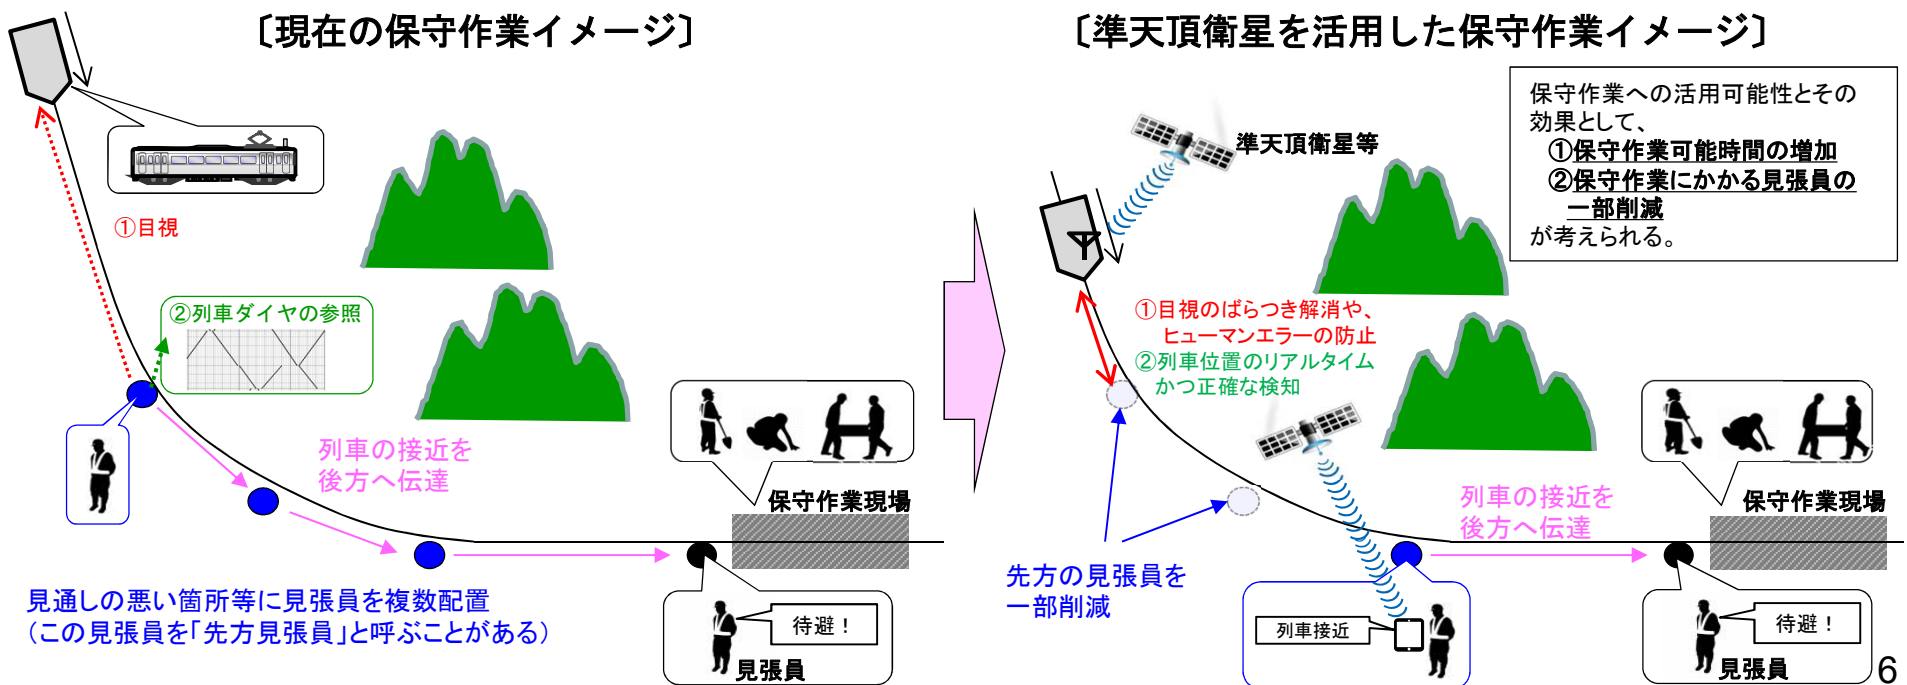 〔現在の保守作業イメージ〕
①目視
②列車ダイヤの参照
列車の接近を
後方へ伝達
保守作業現場
見通しの悪い箇所等に見張員を複数配置
（この見張員を「先方見張員」と呼ぶことがある）
待避！
見張員
〔準天頂衛星を活用した保守作業イメージ〕
保守作業への活用可能性とその
効果として、
①保守作業可能時間の増加
②保守作業にかかる見張員の
一部削減
が考えられる。
準天頂衛星等
①目視のばらつき解消や、
ヒューマンエラーの防止
②列車位置のリアルタイム
かつ正確な検知
列車の接近を
後方へ伝達
保守作業現場
先方の見張員を
一部削減
列車接近
待避！
見張員
6